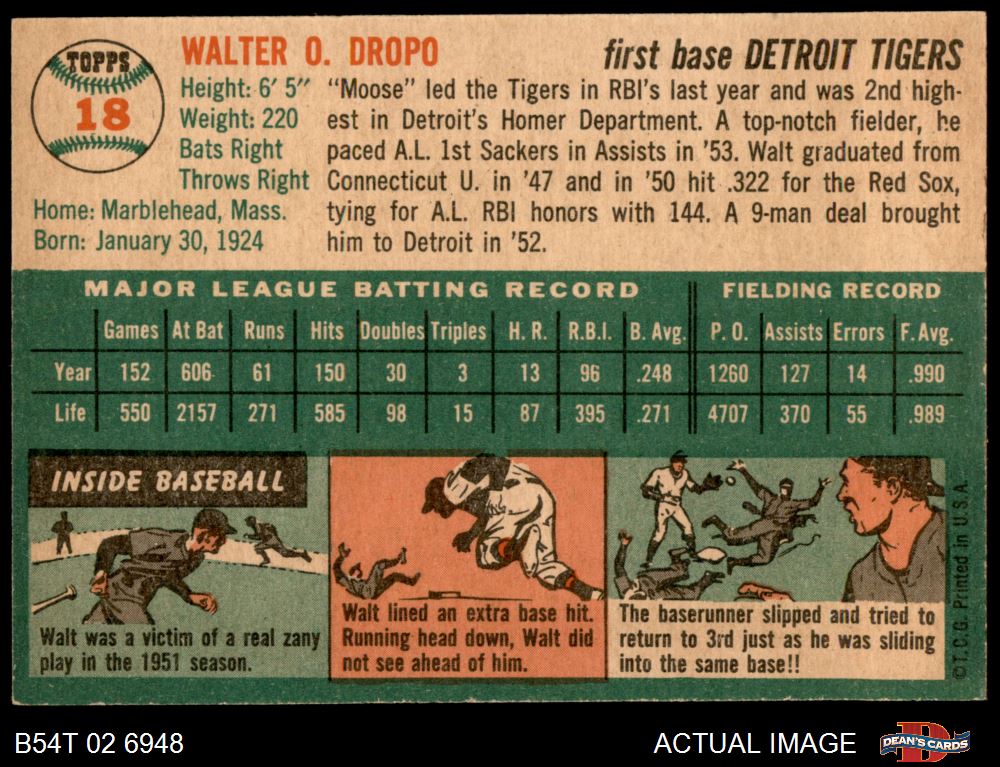 TOPPS
18
WALTER O. DROPO
first base DETROIT TIGERS
Height: 6' 5"
Weight: 220
Bats Right
Throws Right
Home: Marblehead, Mass.
Born: January 30, 1924
"Moose" led the Tigers in RBI's last year and was 2nd high-
est in Detroit's Homer Department. A top-notch fielder, he
paced A.L. 1st Sackers in Assists in '53. Walt graduated from
Connecticut U. in '47 and in '50 hit .322 for the Red Sox,
tying for A.L. RBI honors with 144. A 9-man deal brought
him to Detroit in '52.
MAJOR LEAGUE BATTING RECORD FIELDING RECORD
Games At Bat Runs Hits Doubles Triples H. R. R.B.I. B. Avg. P. O. Assists Errors F. Avg.
Year 152 606 61 150 30 3 13 96 .248 1260 127 14 .990
Life 550 2157 271 585 98 15 87 395 .271 4707 370 55 .989
INSIDE BASEBALL
Walt was a victim of a real zany
play in the 1951 season.
Walt lined an extra base hit.
Running head down, Walt did
not see ahead of him.
The baserunner slipped and tried to
return to 3rd just as he was sliding
into the same base!!
©T.C.G. Printed in U.S.A.
B54T 02 6948
ACTUAL IMAGE
D
DEAN'S CARDS